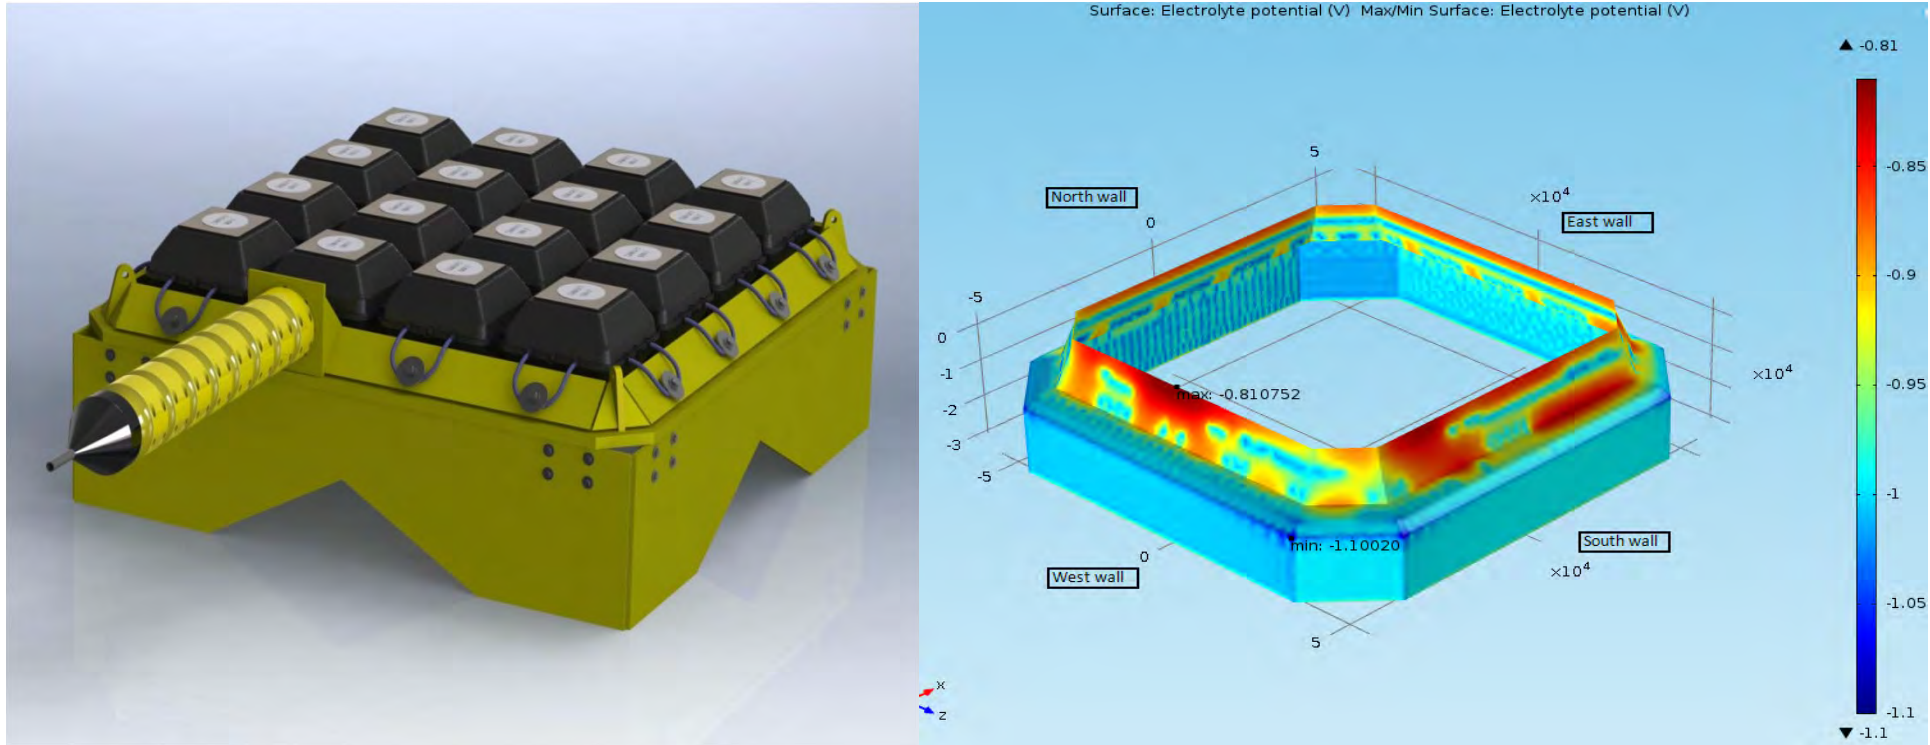 Surface: Electrolyte potential (V) Max/Min Surface: Electrolyte potential (V)
▲ -0.81
-0.85
-0.9
-0.95
-1
-1.05
-1.1
▼ -1.1
5
×10⁴
North wall
East wall
0
-5
0
-1
-2
-3
-5
×10⁴
max: -0.810752
min: -1.10020
South wall
0
×10⁴
West wall
5
x
z